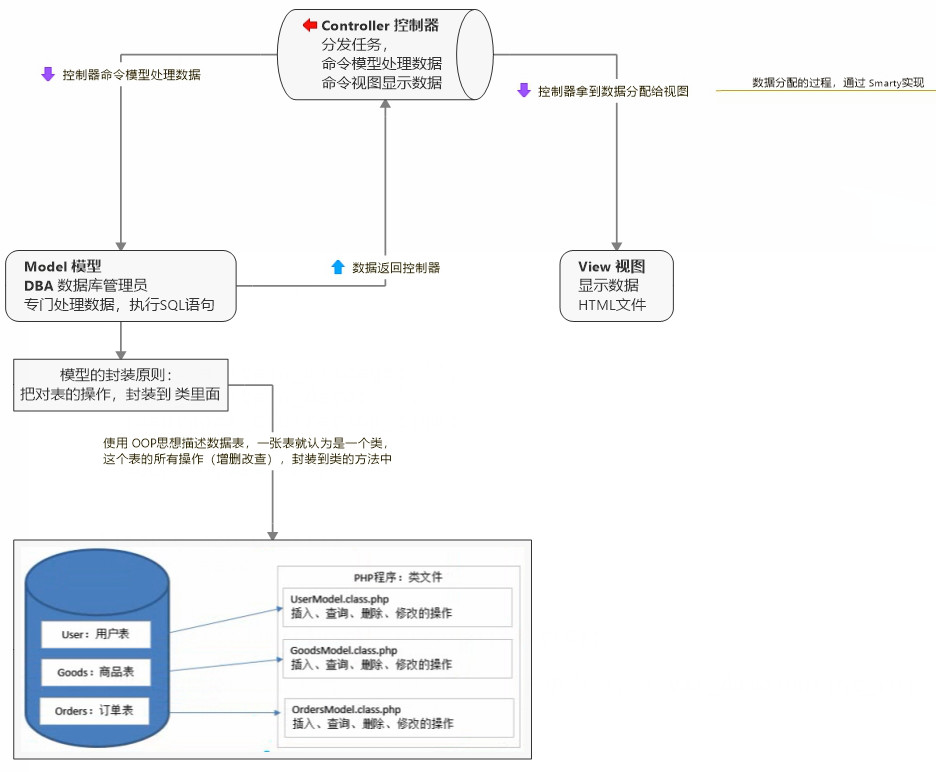 Controller 控制器
分发任务，
命令模型处理数据
命令视图显示数据
控制器命令模型处理数据
控制器拿到数据分配给视图
数据分配的过程，通过 Smarty实现
数据返回控制器
Model 模型
DBA 数据库管理员
专门处理数据，执行SQL语句
View 视图
显示数据
HTML文件
模型的封装原则：
把对表的操作，封装到 类里面
使用 OOP思想描述数据表，一张表就认为是一个类，
这个表的所有操作（增删改查），封装到类的方法中
PHP程序：类文件
UserModel.class.php
插入、查询、删除、修改的操作
User：用户表
GoodsModel.class.php
插入、查询、删除、修改的操作
Goods：商品表
OrdersModel.class.php
插入、查询、删除、修改的操作
Orders：订单表